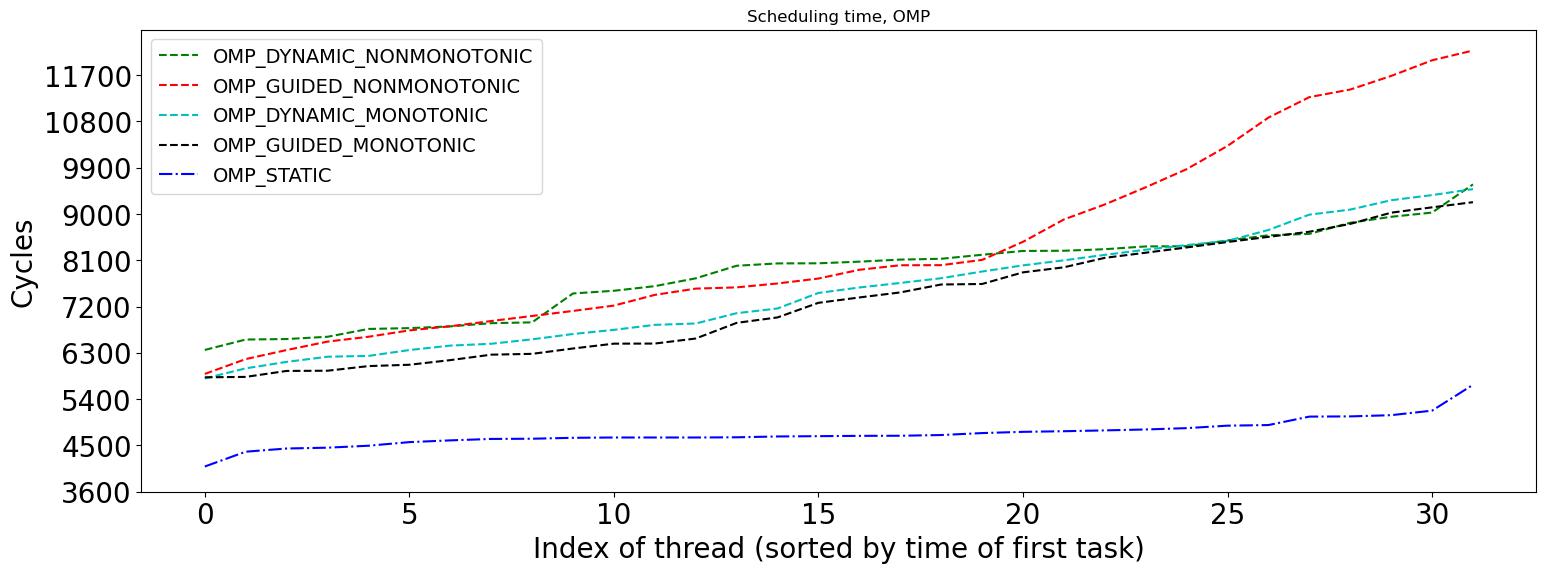 Scheduling time, OMP
OMP_DYNAMIC_NONMONOTONIC
OMP_GUIDED_NONMONOTONIC
OMP_DYNAMIC_MONOTONIC
OMP_GUIDED_MONOTONIC
OMP_STATIC
Cycles
11700
10800
9900
9000
8100
7200
6300
5400
4500
3600
0 5 10 15 20 25 30
Index of thread (sorted by time of first task)